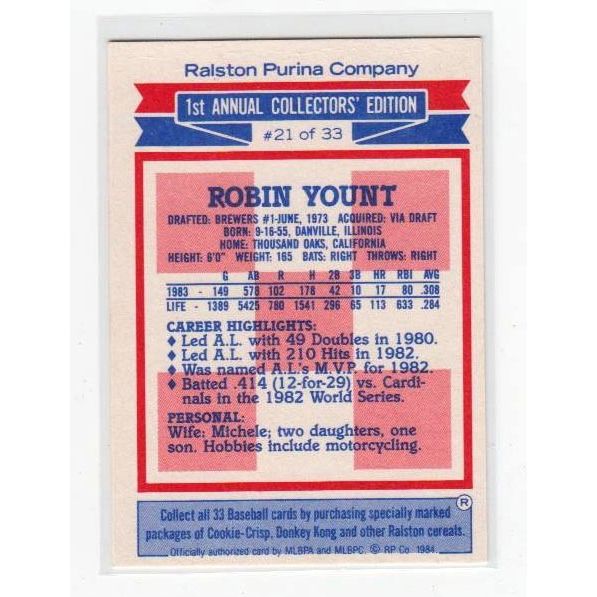 Ralston Purina Company
1st ANNUAL COLLECTORS' EDITION
#21 of 33
ROBIN YOUNT
DRAFTED: BREWERS #1-JUNE, 1973 ACQUIRED: VIA DRAFT
BORN: 9-16-55, DANVILLE, ILLINOIS
HOME: THOUSAND OAKS, CALIFORNIA
HEIGHT: 6'0" WEIGHT: 165 BATS: RIGHT THROWS: RIGHT
G AB R H 2B 3B HR RBI AVG
1983 - 149 578 102 178 42 10 17 80 .308
LIFE - 1389 5425 780 1541 296 65 113 633 .284
CAREER HIGHLIGHTS:
♦ Led A.L. with 49 Doubles in 1980.
♦ Led A.L. with 210 Hits in 1982.
♦ Was named A.L.'s M.V.P. for 1982.
♦ Batted .414 (12-for-29) vs. Cardi-
nals in the 1982 World Series.
PERSONAL:
Wife: Michele; two daughters, one
son. Hobbies include motorcycling.
®
Collect all 33 Baseball cards by purchasing specially marked
packages of Cookie-Crisp, Donkey Kong and other Ralston cereals.
Officially authorized card by MLBPA and MLBPC. © RP Co. 1984